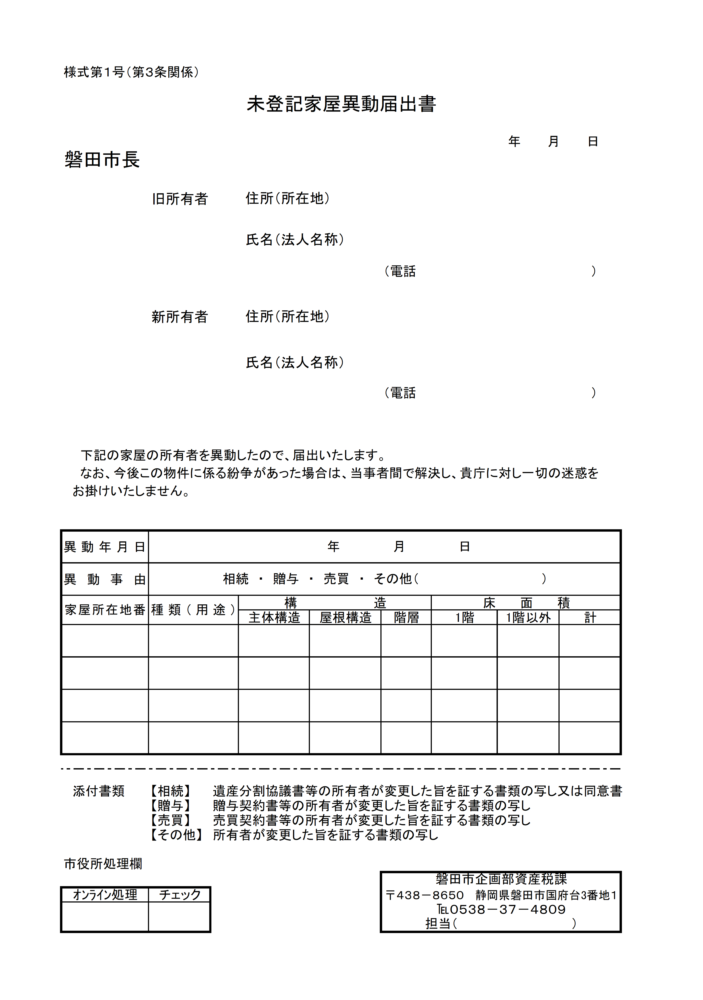 様式第１号（第３条関係）
未登記家屋異動届出書
年　月　日
磐田市長
旧所有者　住所（所在地）
氏名（法人名称）
（電話　　　　）
新所有者　住所（所在地）
氏名（法人名称）
（電話　　　　）
下記の家屋の所有者を異動したので、届出いたします。
なお、今後この物件に係る紛争があった場合は、当事者間で解決し、貴庁に対し一切の迷惑を
お掛けいたしません。
異動年月日　年　月　日
異動事由　相続　・　贈与　・　売買　・　その他（　　　　）
家屋所在地番　種類（用途）　構造　床面積
主体構造　屋根構造　階層　1階　1階以外　計
添付書類　【相続】　遺産分割協議書等の所有者が変更した旨を証する書類の写し又は同意書
【贈与】　贈与契約書等の所有者が変更した旨を証する書類の写し
【売買】　売買契約書等の所有者が変更した旨を証する書類の写し
【その他】　所有者が変更した旨を証する書類の写し
市役所処理欄
オンライン処理　チェック
磐田市企画部資産税課
〒438－8650　静岡県磐田市国府台3番地1
℡0538－37－4809
担当（　　　　）